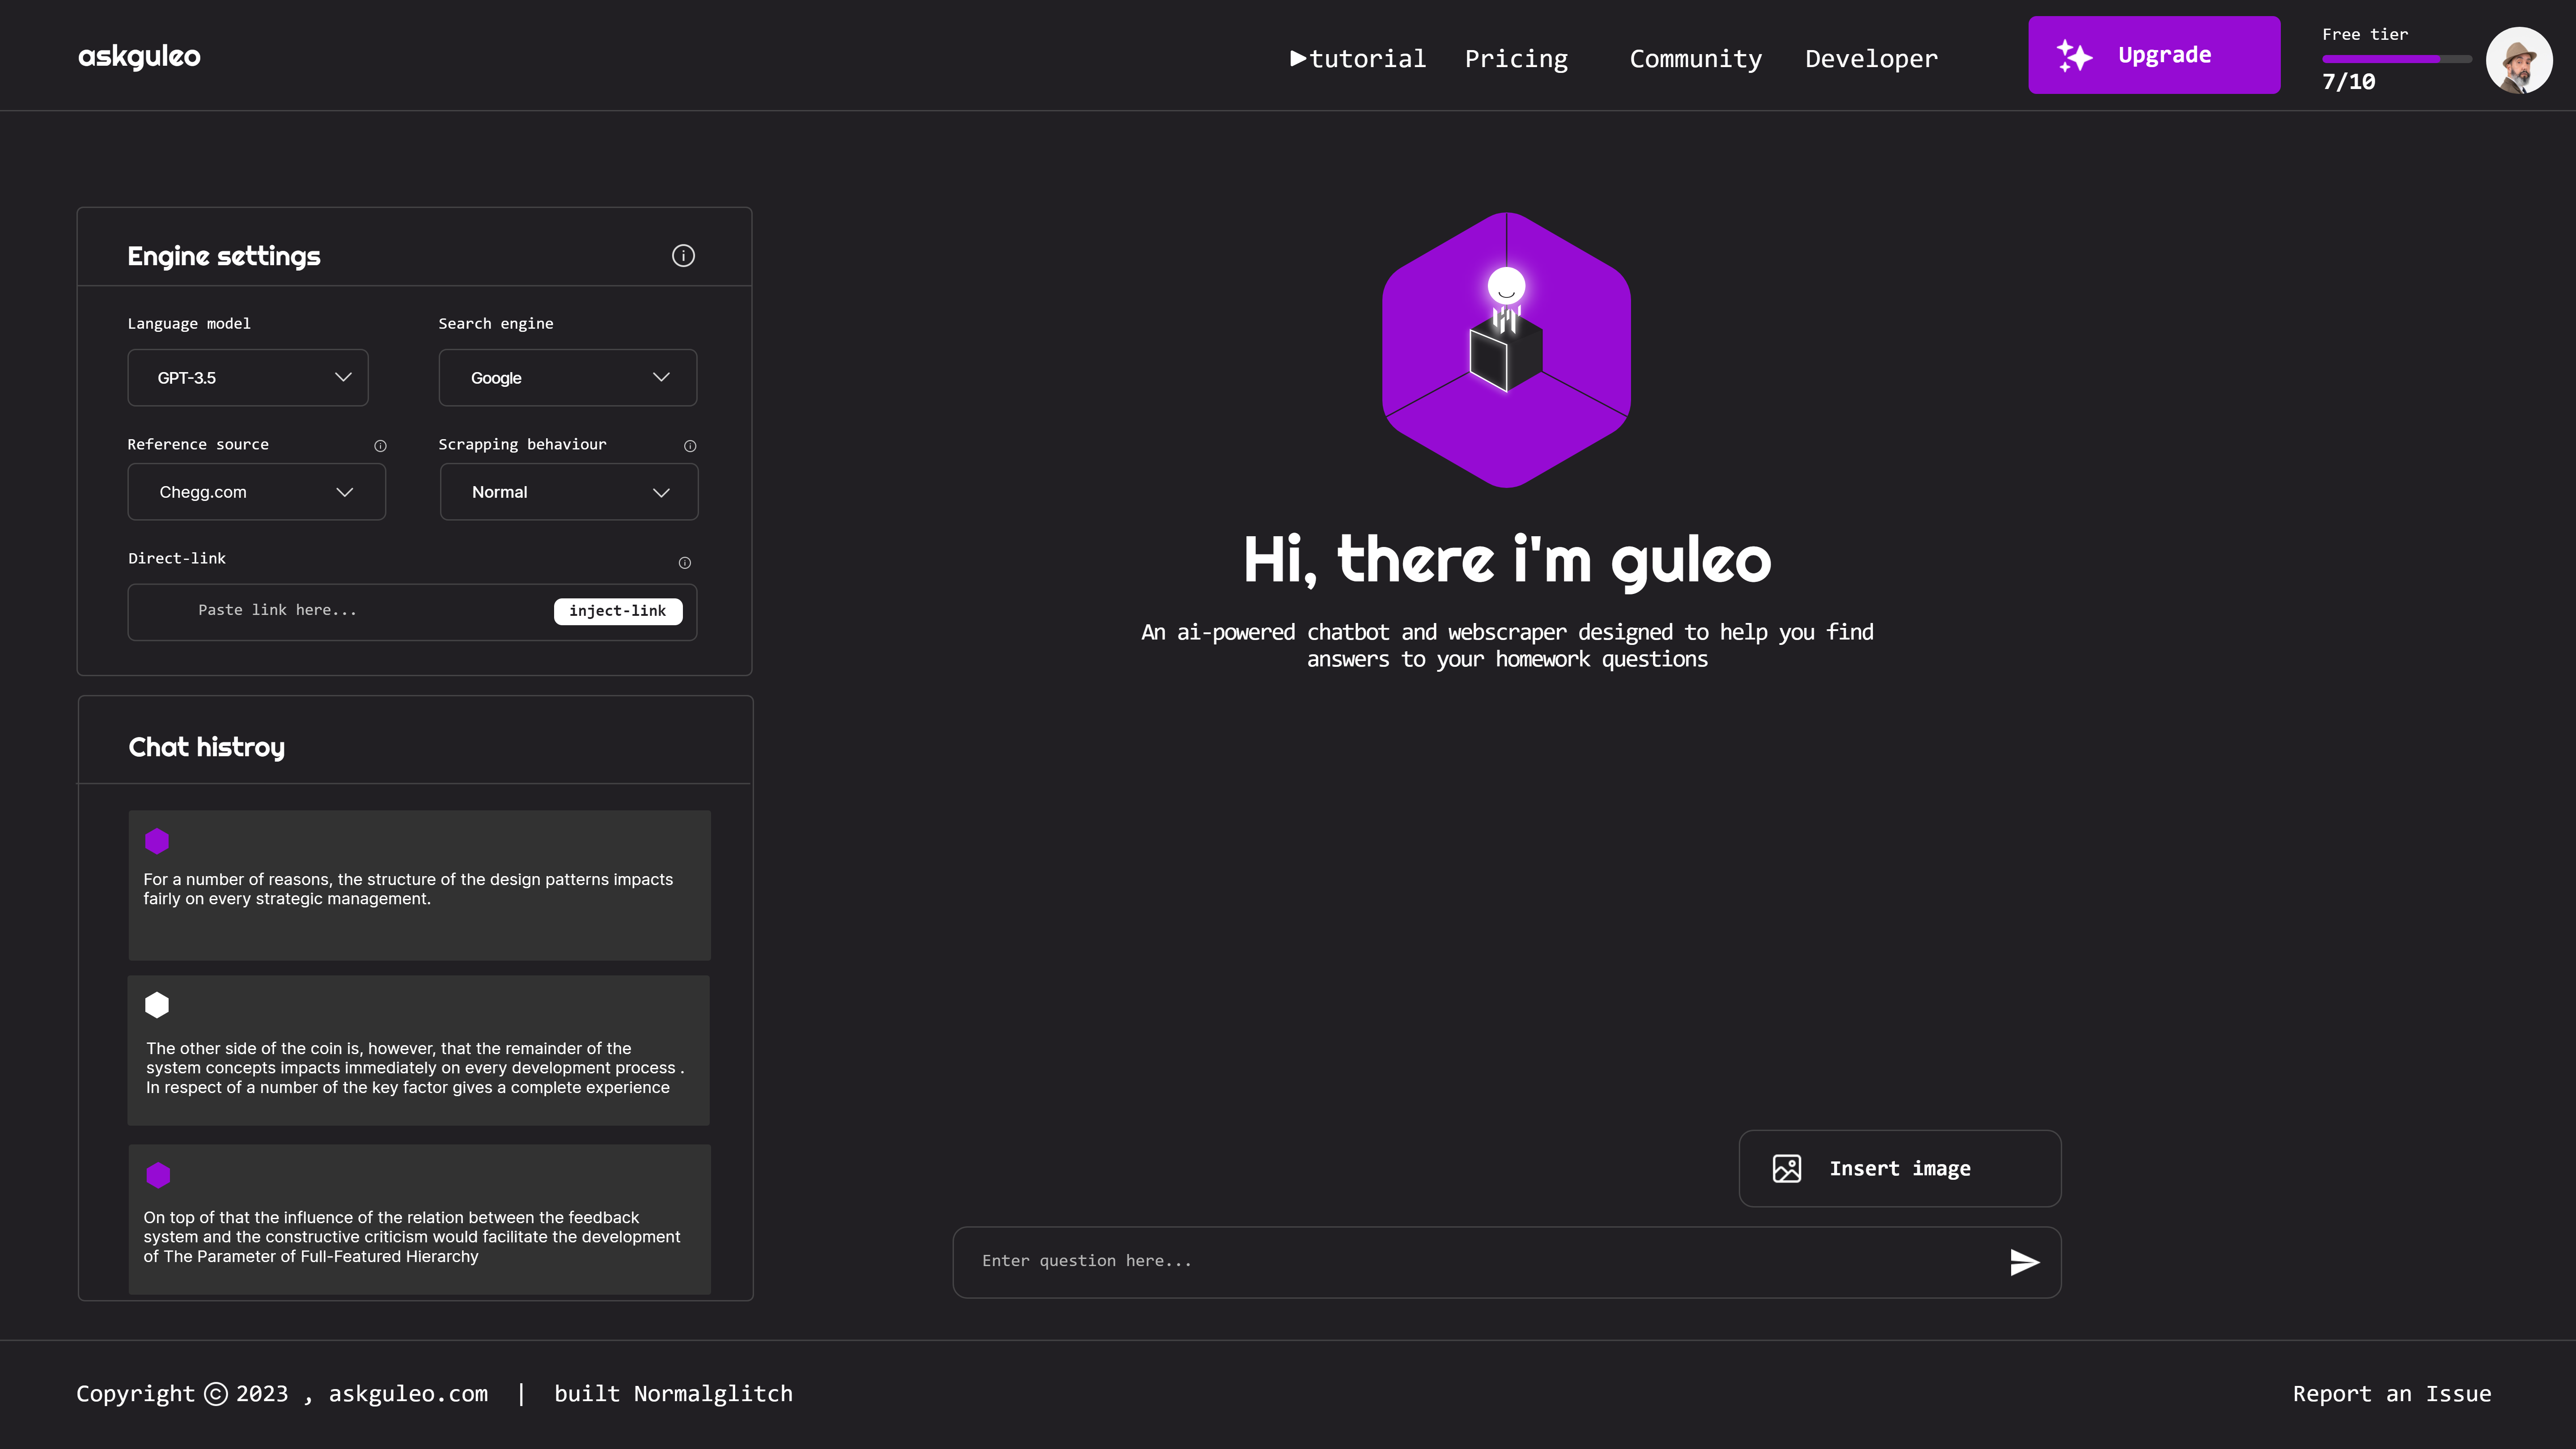 askguleo
tutorial
Pricing
Community
Developer
Upgrade
Free tier
7/10
Engine settings
Language model
Search engine
GPT-3.5
Google
Reference source
Scrapping behaviour
Chegg.com
Normal
Direct-link
Paste link here...
inject-link
Chat histroy
For a number of reasons, the structure of the design patterns impacts
fairly on every strategic management.
The other side of the coin is, however, that the remainder of the
system concepts impacts immediately on every development process .
In respect of a number of the key factor gives a complete experience
On top of that the influence of the relation between the feedback
system and the constructive criticism would facilitate the development
of The Parameter of Full-Featured Hierarchy
Hi, there i'm guleo
An ai-powered chatbot and webscraper designed to help you find
answers to your homework questions
Insert image
Enter question here...
Copyright © 2023 , askguleo.com | built Normalglitch
Report an Issue